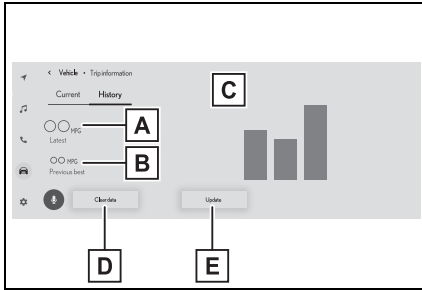 < Vehicle • Trip information
Current History
C
OO MPG
A
Latest
OO MPG
B
Previous best
Clear data
Update
D
E